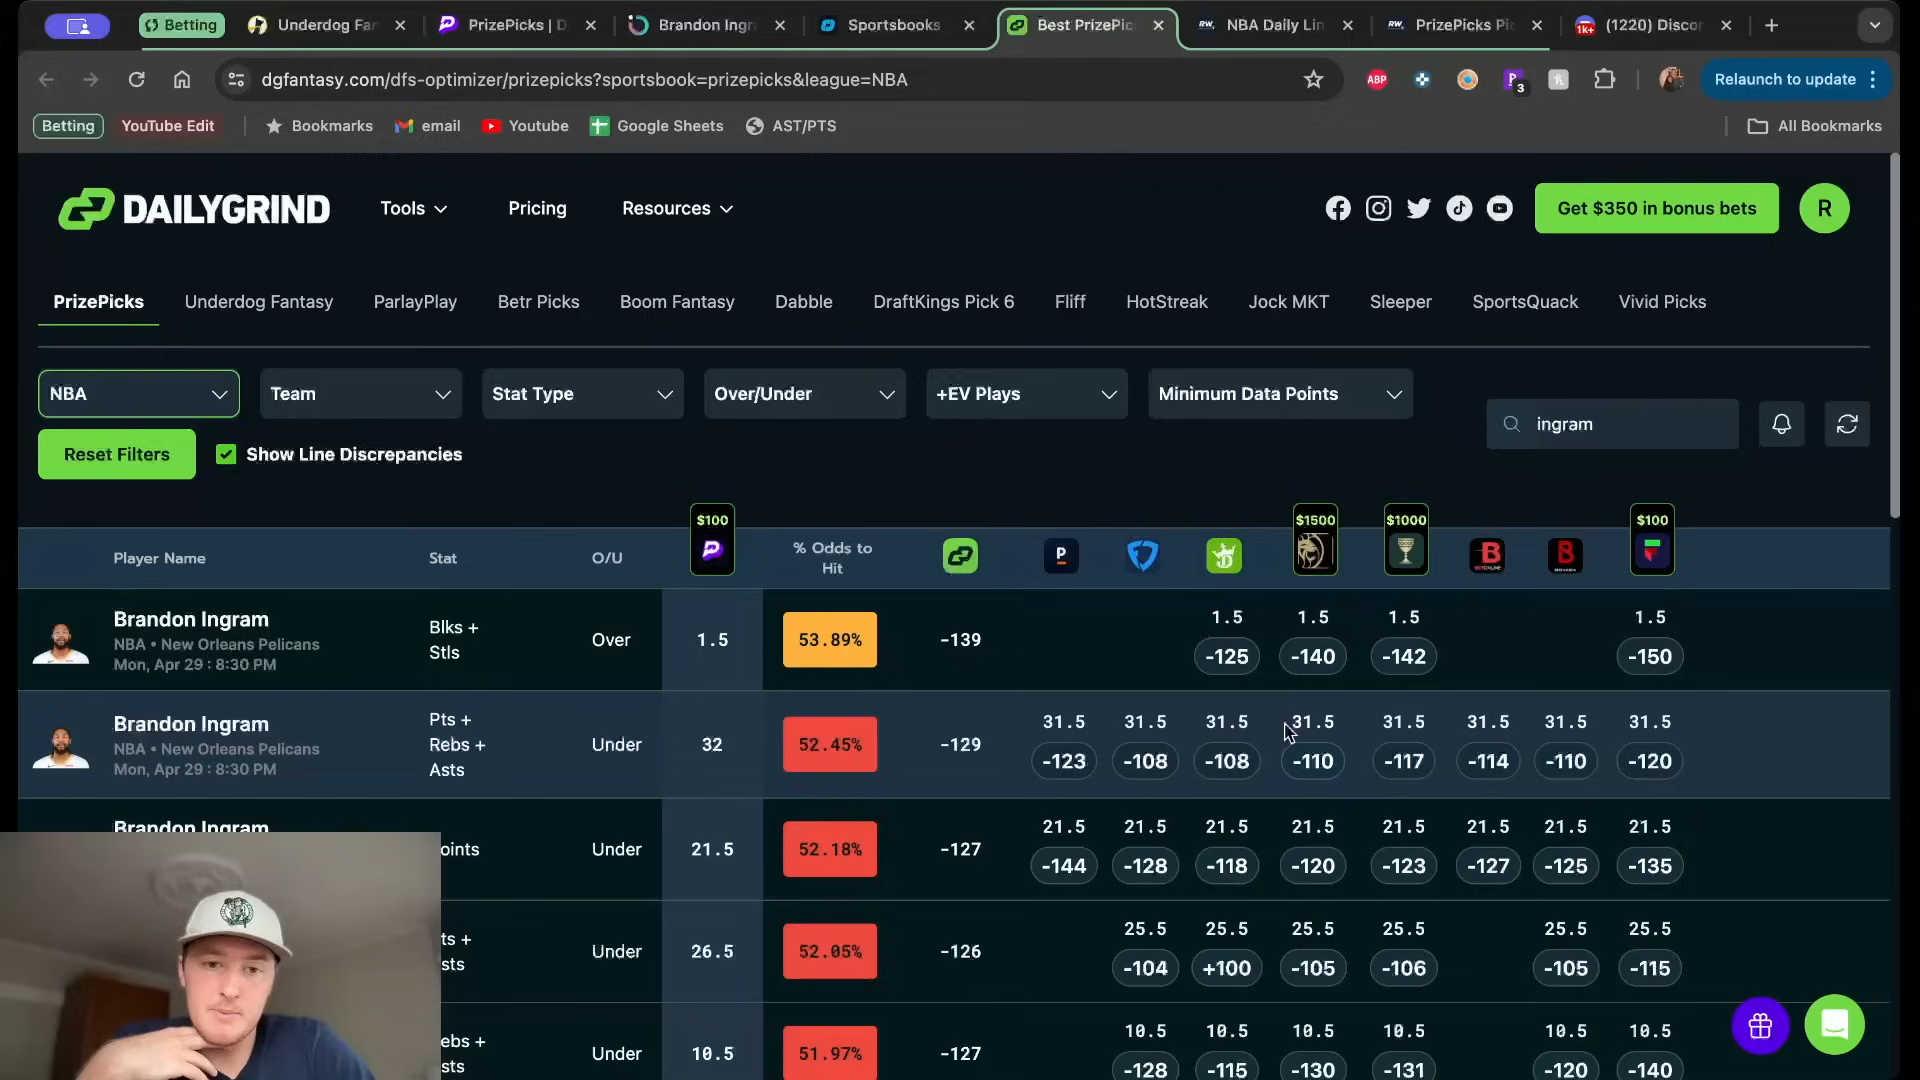 Betting
Underdog Far
PrizePicks | D
Brandon Ingr
Sportsbooks
Best PrizePic
RW.
NBA Daily Lin
RW.
PrizePicks Pi
1k+
(1220) Discor
dgfantasy.com/dfs-optimizer/prizepicks?sportsbook=prizepicks&league=NBA
ABP
3
Relaunch to update
Betting
YouTube Edit
Bookmarks
email
Youtube
Google Sheets
AST/PTS
All Bookmarks
DAILYGRIND
Tools
Pricing
Resources
Get $350 in bonus bets
R
PrizePicks
Underdog Fantasy
ParlayPlay
Betr Picks
Boom Fantasy
Dabble
DraftKings Pick 6
Fliff
HotStreak
Jock MKT
Sleeper
SportsQuack
Vivid Picks
NBA
Team
Stat Type
Over/Under
+EV Plays
Minimum Data Points
ingram
Reset Filters
Show Line Discrepancies
$100
$1500
$1000
$100
Player Name
Stat
O/U
% Odds to
Hit
Brandon Ingram
NBA • New Orleans Pelicans
Mon, Apr 29 : 8:30 PM
Blks +
Stls
Over
1.5
53.89%
-139
1.5
-125
1.5
-140
1.5
-142
1.5
-150
Brandon Ingram
NBA • New Orleans Pelicans
Mon, Apr 29 : 8:30 PM
Pts +
Rebs +
Asts
Under
32
52.45%
-129
31.5
-123
31.5
-108
31.5
-108
31.5
-110
31.5
-117
31.5
-114
31.5
-110
31.5
-120
Brandon Ingram
oints
Under
21.5
52.18%
-127
21.5
-144
21.5
-128
21.5
-118
21.5
-120
21.5
-123
21.5
-127
21.5
-125
21.5
-135
ts +
sts
Under
26.5
52.05%
-126
25.5
-104
25.5
+100
25.5
-105
25.5
-106
25.5
-105
25.5
-115
ebs +
sts
Under
10.5
51.97%
-127
10.5
-128
10.5
-115
10.5
-130
10.5
-131
10.5
-120
10.5
-140